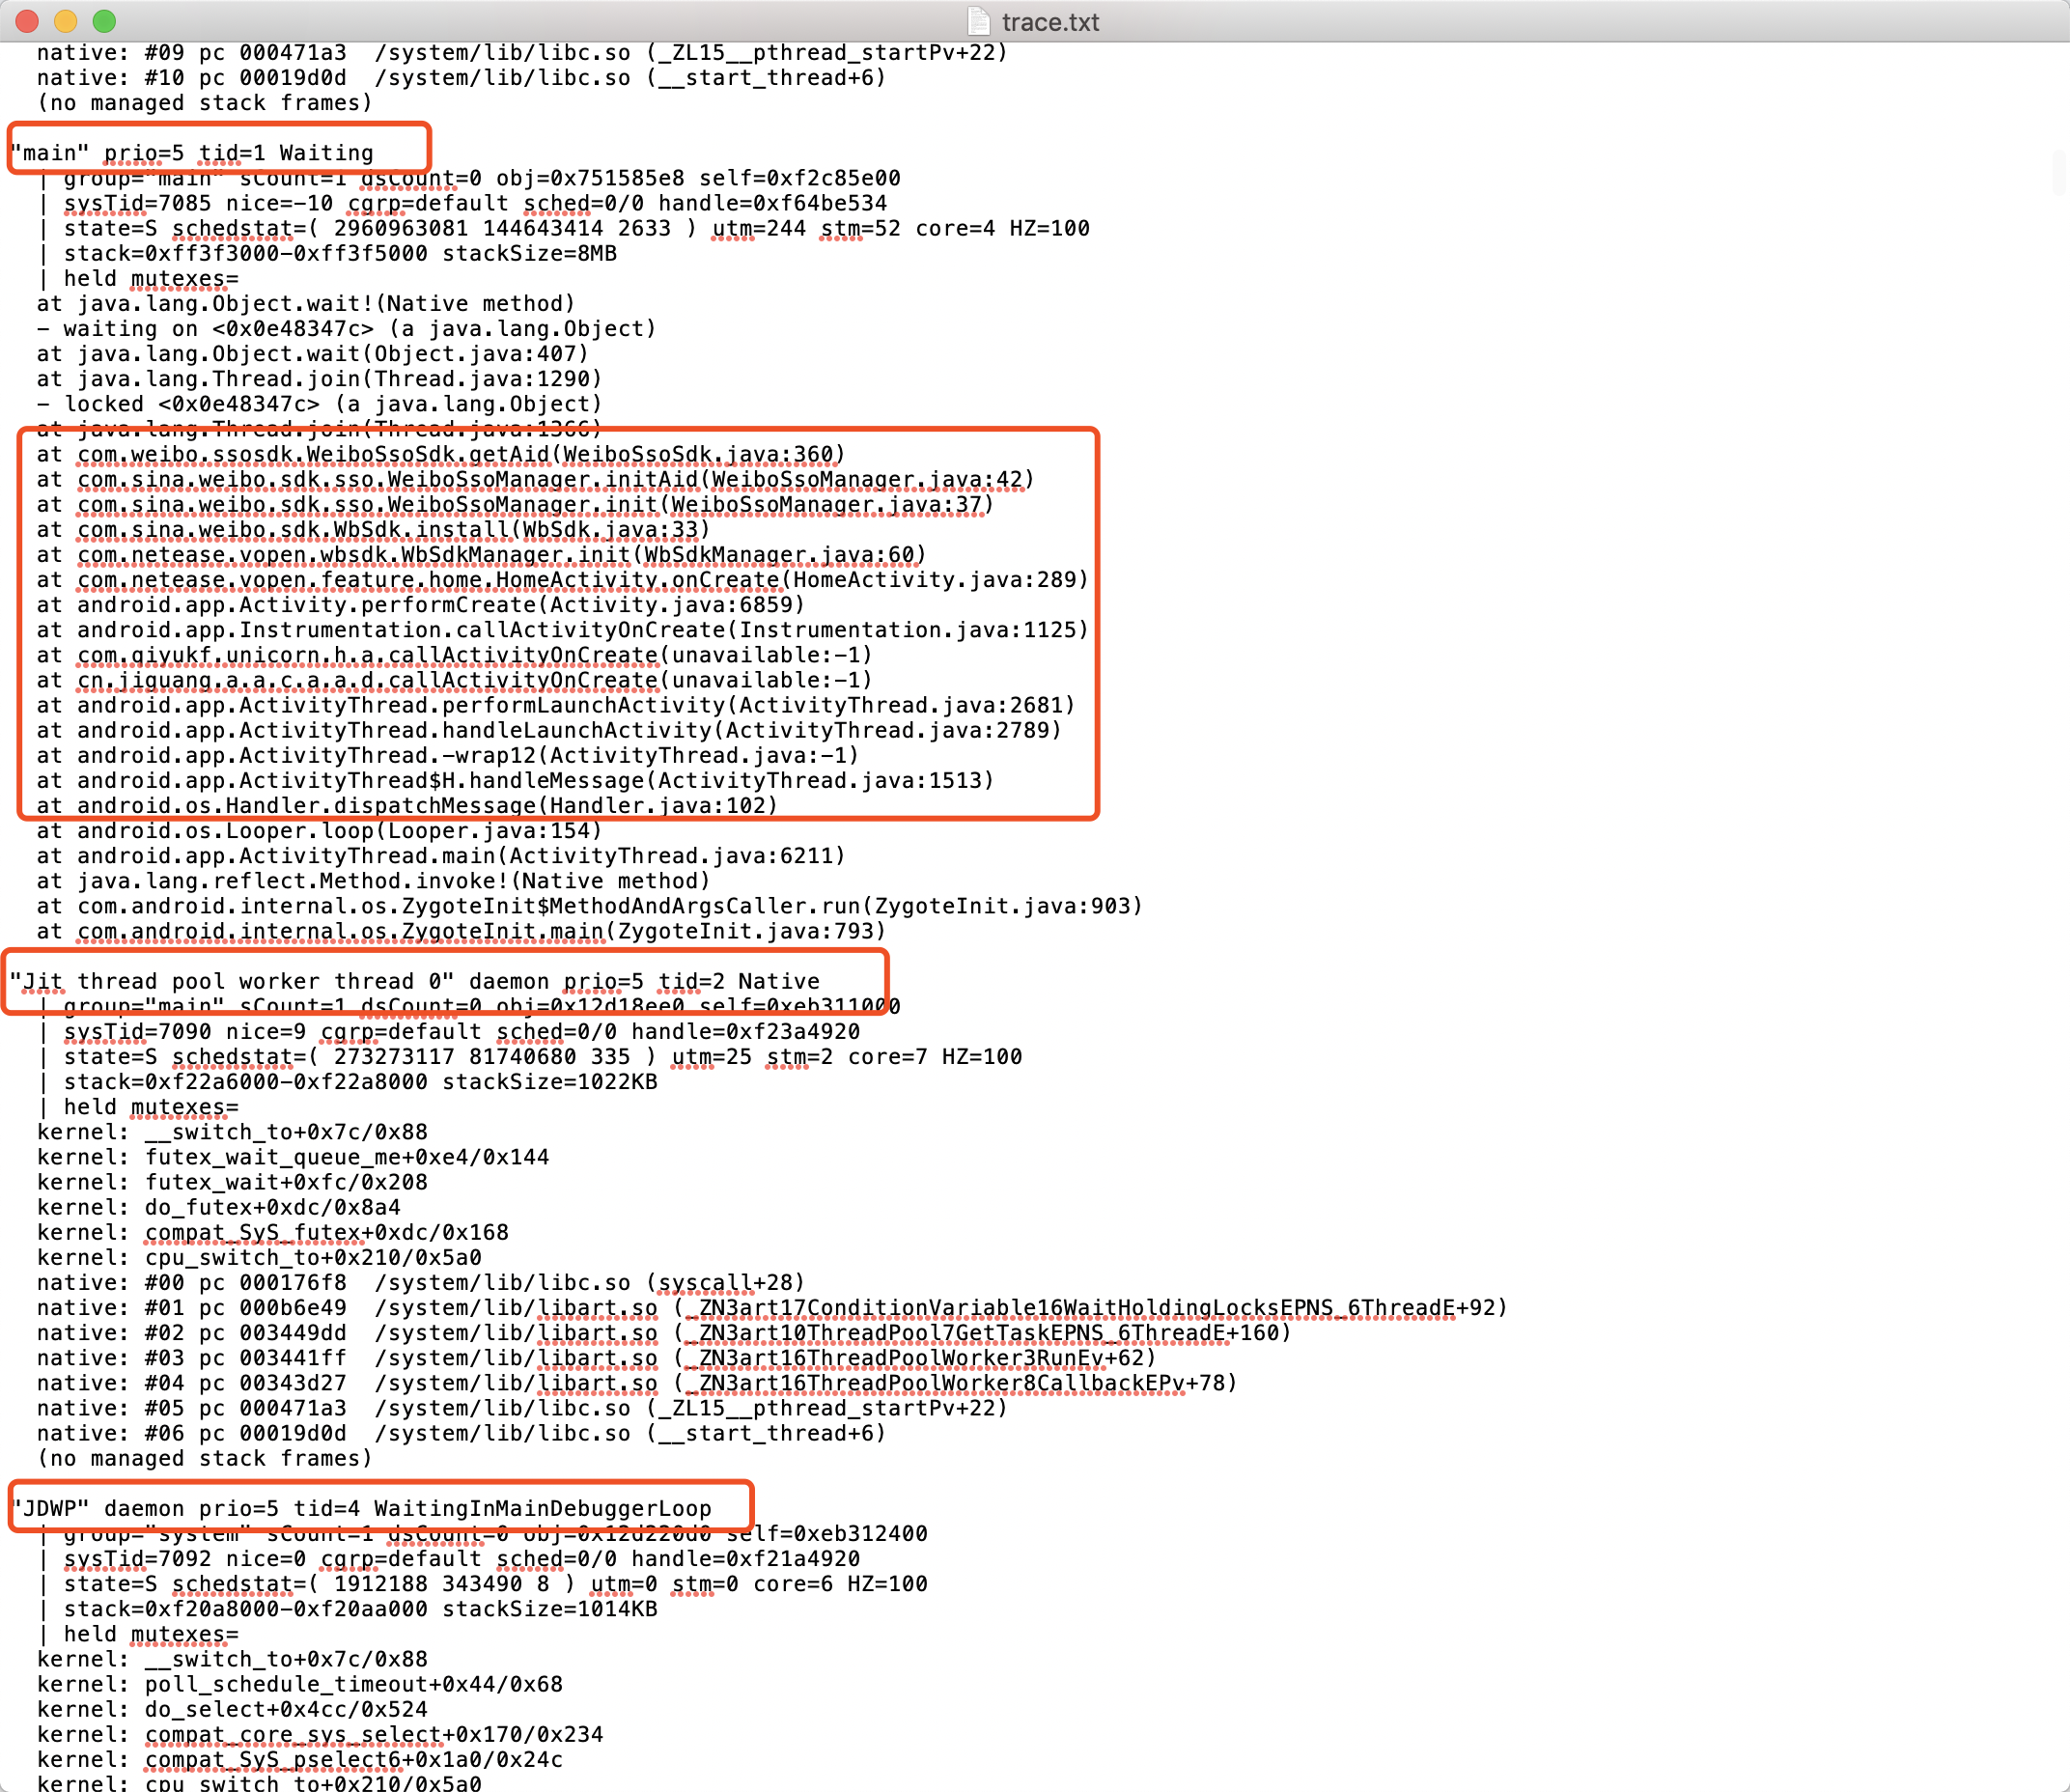 trace.txt
native: #09 pc 000471a3  /system/lib/libc.so (_ZL15__pthread_startPv+22)
native: #10 pc 00019d0d  /system/lib/libc.so (__start_thread+6)
(no managed stack frames)
"main" prio=5 tid=1 Waiting
| group="main" sCount=1 dsCount=0 obj=0x751585e8 self=0xf2c85e00
| sysTid=7085 nice=-10 cgrp=default sched=0/0 handle=0xf64be534
| state=S schedstat=( 2960963081 144643414 2633 ) utm=244 stm=52 core=4 HZ=100
| stack=0xff3f3000-0xff3f5000 stackSize=8MB
| held mutexes=
at java.lang.Object.wait!(Native method)
- waiting on <0x0e48347c> (a java.lang.Object)
at java.lang.Object.wait(Object.java:407)
at java.lang.Thread.join(Thread.java:1290)
- locked <0x0e48347c> (a java.lang.Object)
at java.lang.Thread.join(Thread.java:1366)
at com.weibo.ssosdk.WeiboSsoSdk.getAid(WeiboSsoSdk.java:360)
at com.sina.weibo.sdk.sso.WeiboSsoManager.initAid(WeiboSsoManager.java:42)
at com.sina.weibo.sdk.sso.WeiboSsoManager.init(WeiboSsoManager.java:37)
at com.sina.weibo.sdk.WbSdk.install(WbSdk.java:33)
at com.netease.vopen.wbsdk.WbSdkManager.init(WbSdkManager.java:60)
at com.netease.vopen.feature.home.HomeActivity.onCreate(HomeActivity.java:289)
at android.app.Activity.performCreate(Activity.java:6859)
at android.app.Instrumentation.callActivityOnCreate(Instrumentation.java:1125)
at com.qiyukf.unicorn.h.a.callActivityOnCreate(unavailable:-1)
at cn.jiguang.a.a.c.a.a.d.callActivityOnCreate(unavailable:-1)
at android.app.ActivityThread.performLaunchActivity(ActivityThread.java:2681)
at android.app.ActivityThread.handleLaunchActivity(ActivityThread.java:2789)
at android.app.ActivityThread.-wrap12(ActivityThread.java:-1)
at android.app.ActivityThread$H.handleMessage(ActivityThread.java:1513)
at android.os.Handler.dispatchMessage(Handler.java:102)
at android.os.Looper.loop(Looper.java:154)
at android.app.ActivityThread.main(ActivityThread.java:6211)
at java.lang.reflect.Method.invoke!(Native method)
at com.android.internal.os.ZygoteInit$MethodAndArgsCaller.run(ZygoteInit.java:903)
at com.android.internal.os.ZygoteInit.main(ZygoteInit.java:793)
"Jit thread pool worker thread 0" daemon prio=5 tid=2 Native
| group="main" sCount=1 dsCount=0 obj=0x12d18ee0 self=0xeb311000
| sysTid=7090 nice=9 cgrp=default sched=0/0 handle=0xf23a4920
| state=S schedstat=( 273273117 81740680 335 ) utm=25 stm=2 core=7 HZ=100
| stack=0xf22a6000-0xf22a8000 stackSize=1022KB
| held mutexes=
kernel: __switch_to+0x7c/0x88
kernel: futex_wait_queue_me+0xe4/0x144
kernel: futex_wait+0xfc/0x208
kernel: do_futex+0xdc/0x8a4
kernel: compat_SyS_futex+0xdc/0x168
kernel: cpu_switch_to+0x210/0x5a0
native: #00 pc 000176f8  /system/lib/libc.so (syscall+28)
native: #01 pc 000b6e49  /system/lib/libart.so (_ZN3art17ConditionVariable16WaitHoldingLocksEPNS_6ThreadE+92)
native: #02 pc 003449dd  /system/lib/libart.so (_ZN3art10ThreadPool7GetTaskEPNS_6ThreadE+160)
native: #03 pc 003441ff  /system/lib/libart.so (_ZN3art16ThreadPoolWorker3RunEv+62)
native: #04 pc 00343d27  /system/lib/libart.so (_ZN3art16ThreadPoolWorker8CallbackEPv+78)
native: #05 pc 000471a3  /system/lib/libc.so (_ZL15__pthread_startPv+22)
native: #06 pc 00019d0d  /system/lib/libc.so (__start_thread+6)
(no managed stack frames)
"JDWP" daemon prio=5 tid=4 WaitingInMainDebuggerLoop
| group="system" sCount=1 dsCount=0 obj=0x12d220d0 self=0xeb312400
| sysTid=7092 nice=0 cgrp=default sched=0/0 handle=0xf21a4920
| state=S schedstat=( 1912188 343490 8 ) utm=0 stm=0 core=6 HZ=100
| stack=0xf20a8000-0xf20aa000 stackSize=1014KB
| held mutexes=
kernel: __switch_to+0x7c/0x88
kernel: poll_schedule_timeout+0x44/0x68
kernel: do_select+0x4cc/0x524
kernel: compat_core_sys_select+0x170/0x234
kernel: compat_SyS_pselect6+0x1a0/0x24c
kernel: cpu_switch_to+0x210/0x5a0